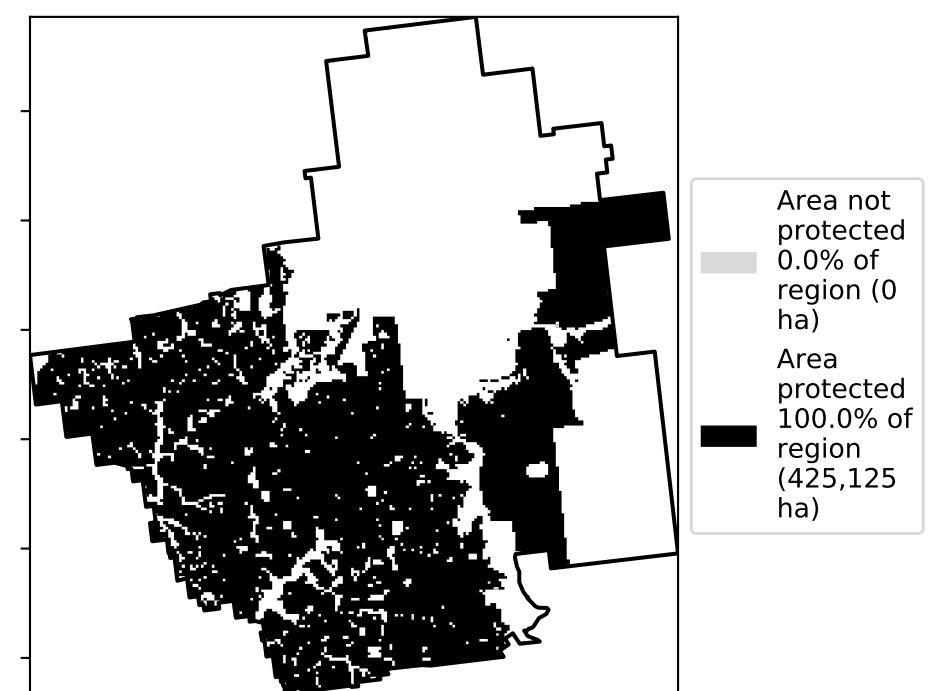 Area not
protected
0.0% of
region (0
ha)
Area
protected
100.0% of
region
(425,125
ha)